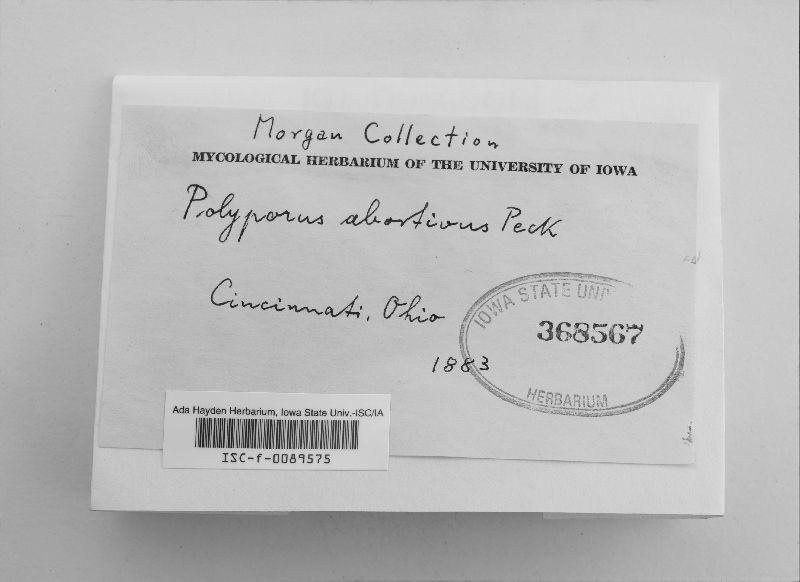 Morgan Collection
MYCOLOGICAL HERBARIUM OF THE UNIVERSITY OF IOWA
Polyporus abortivus Peck
Cincinnati, Ohio
1883
IOWA STATE UNI
368567
HERBARIUM
Ada Hayden Herbarium, Iowa State Univ.-ISC/IA
ISC-f-0089575